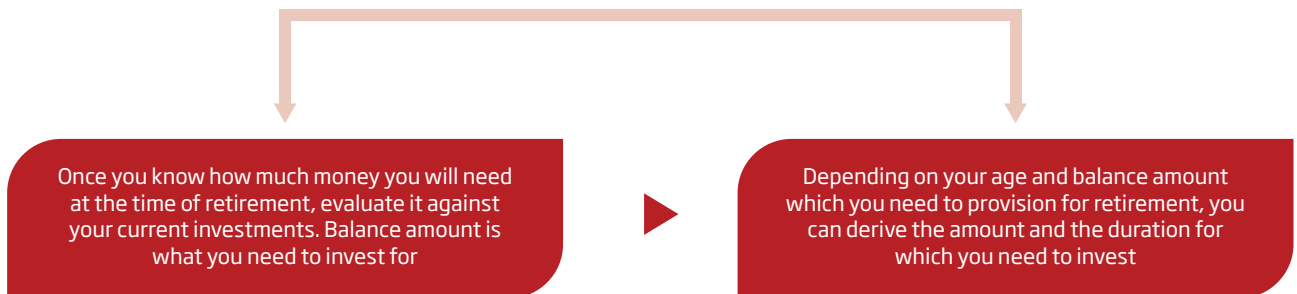 Once you know how much money you will need
at the time of retirement, evaluate it against
your current investments. Balance amount is
what you need to invest for
Depending on your age and balance amount
which you need to provision for retirement, you
can derive the amount and the duration for
which you need to invest